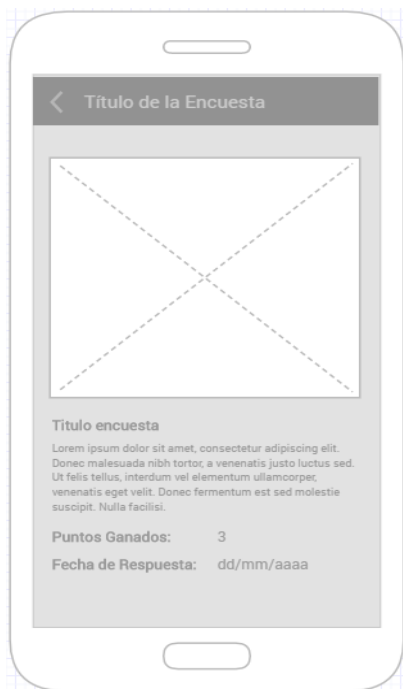 Título de la Encuesta
Titulo encuesta
Lorem ipsum dolor sit amet, consectetur adipiscing elit.
Donec malesuada nibh tortor, a venenatis justo luctus sed.
Ut felis tellus, interdum vel elementum ullamcorper,
venenatis eget velit. Donec fermentum est sed molestie
suscipit. Nulla facilisi.
Puntos Ganados: 3
Fecha de Respuesta: dd/mm/aaaa